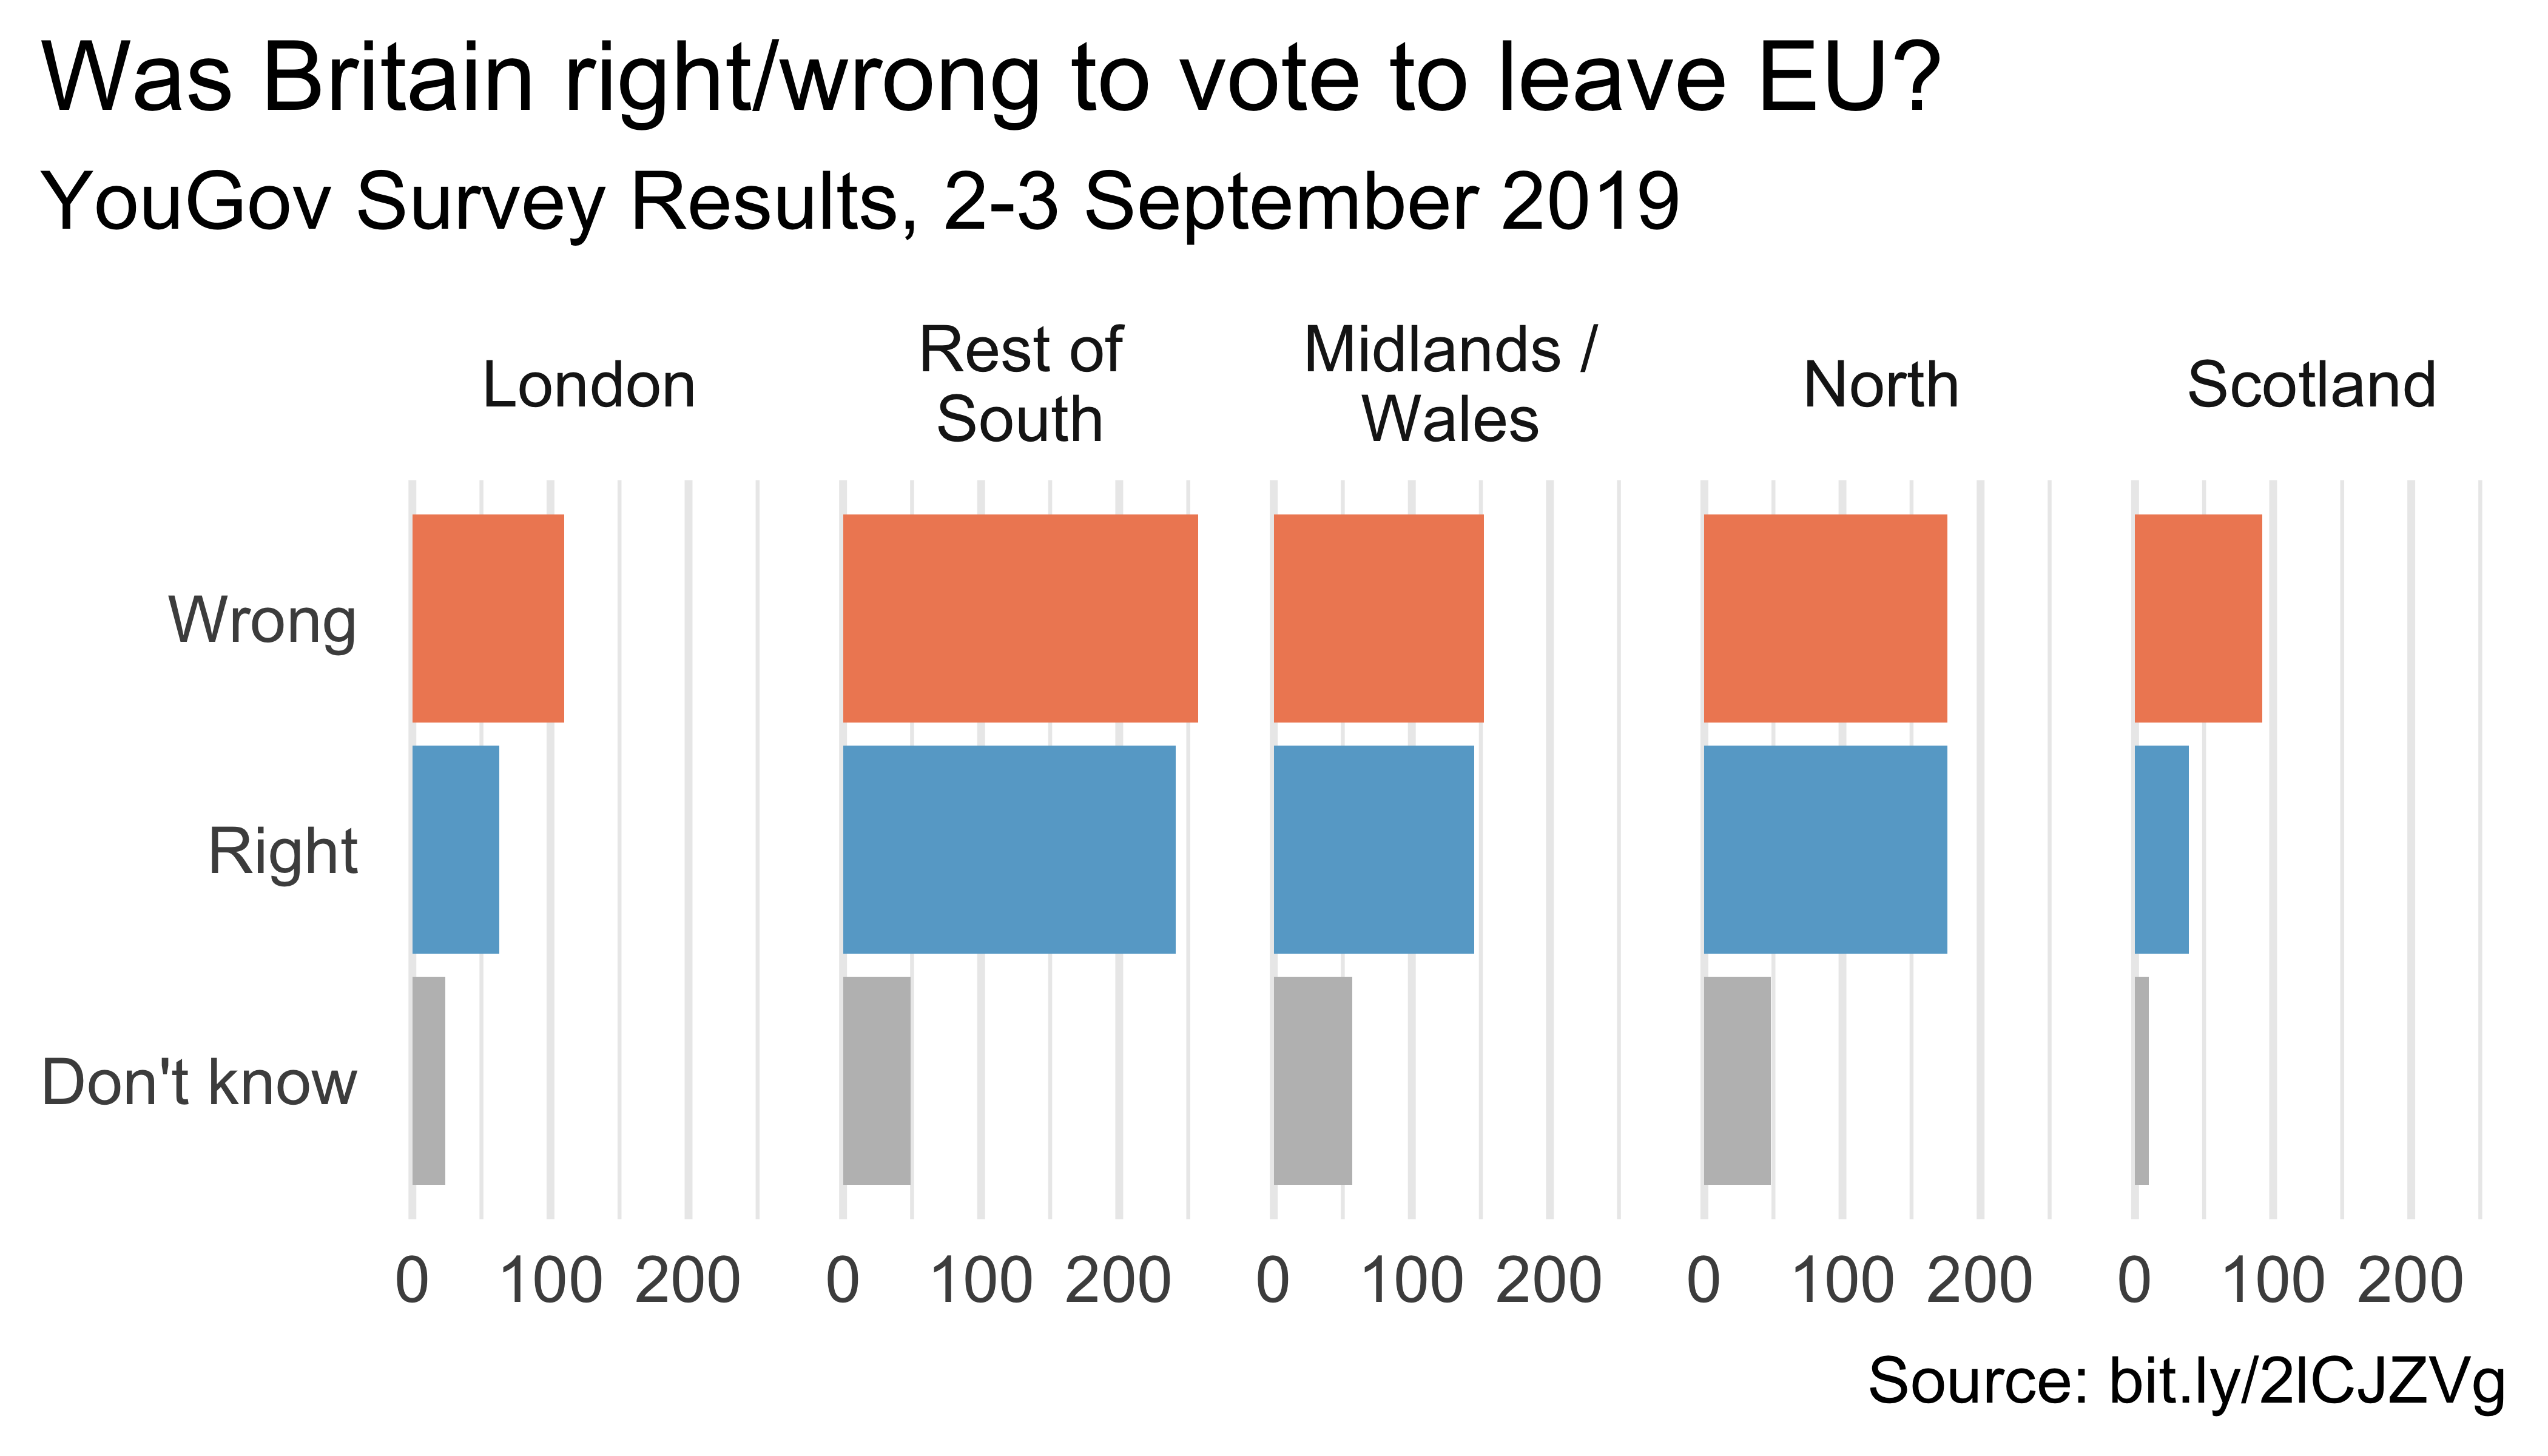 Was Britain right/wrong to vote to leave EU?
YouGov Survey Results, 2-3 September 2019
London
Rest of
South
Midlands /
Wales
North
Scotland
Wrong
Right
Don't know
0 100 200 0 100 200 0 100 200 0 100 200 0 100 200
Source: bit.ly/2lCJZVg